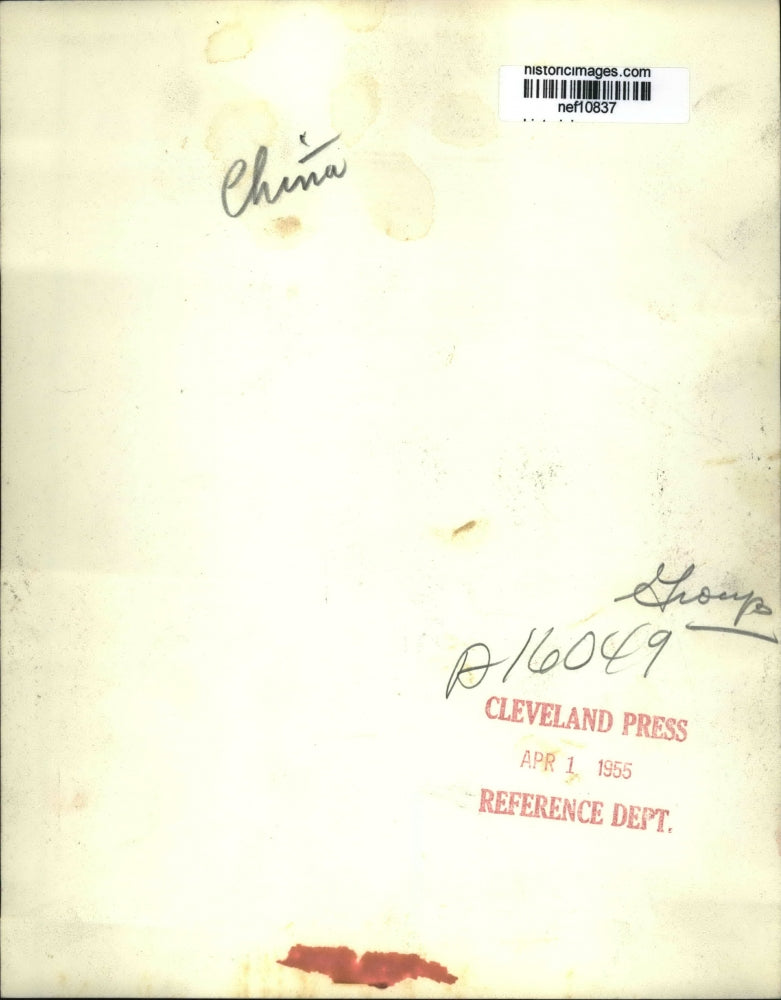 historicimages.com
nef10837
China
Group
A16049
CLEVELAND PRESS
APR 1 1955
REFERENCE DEPT.